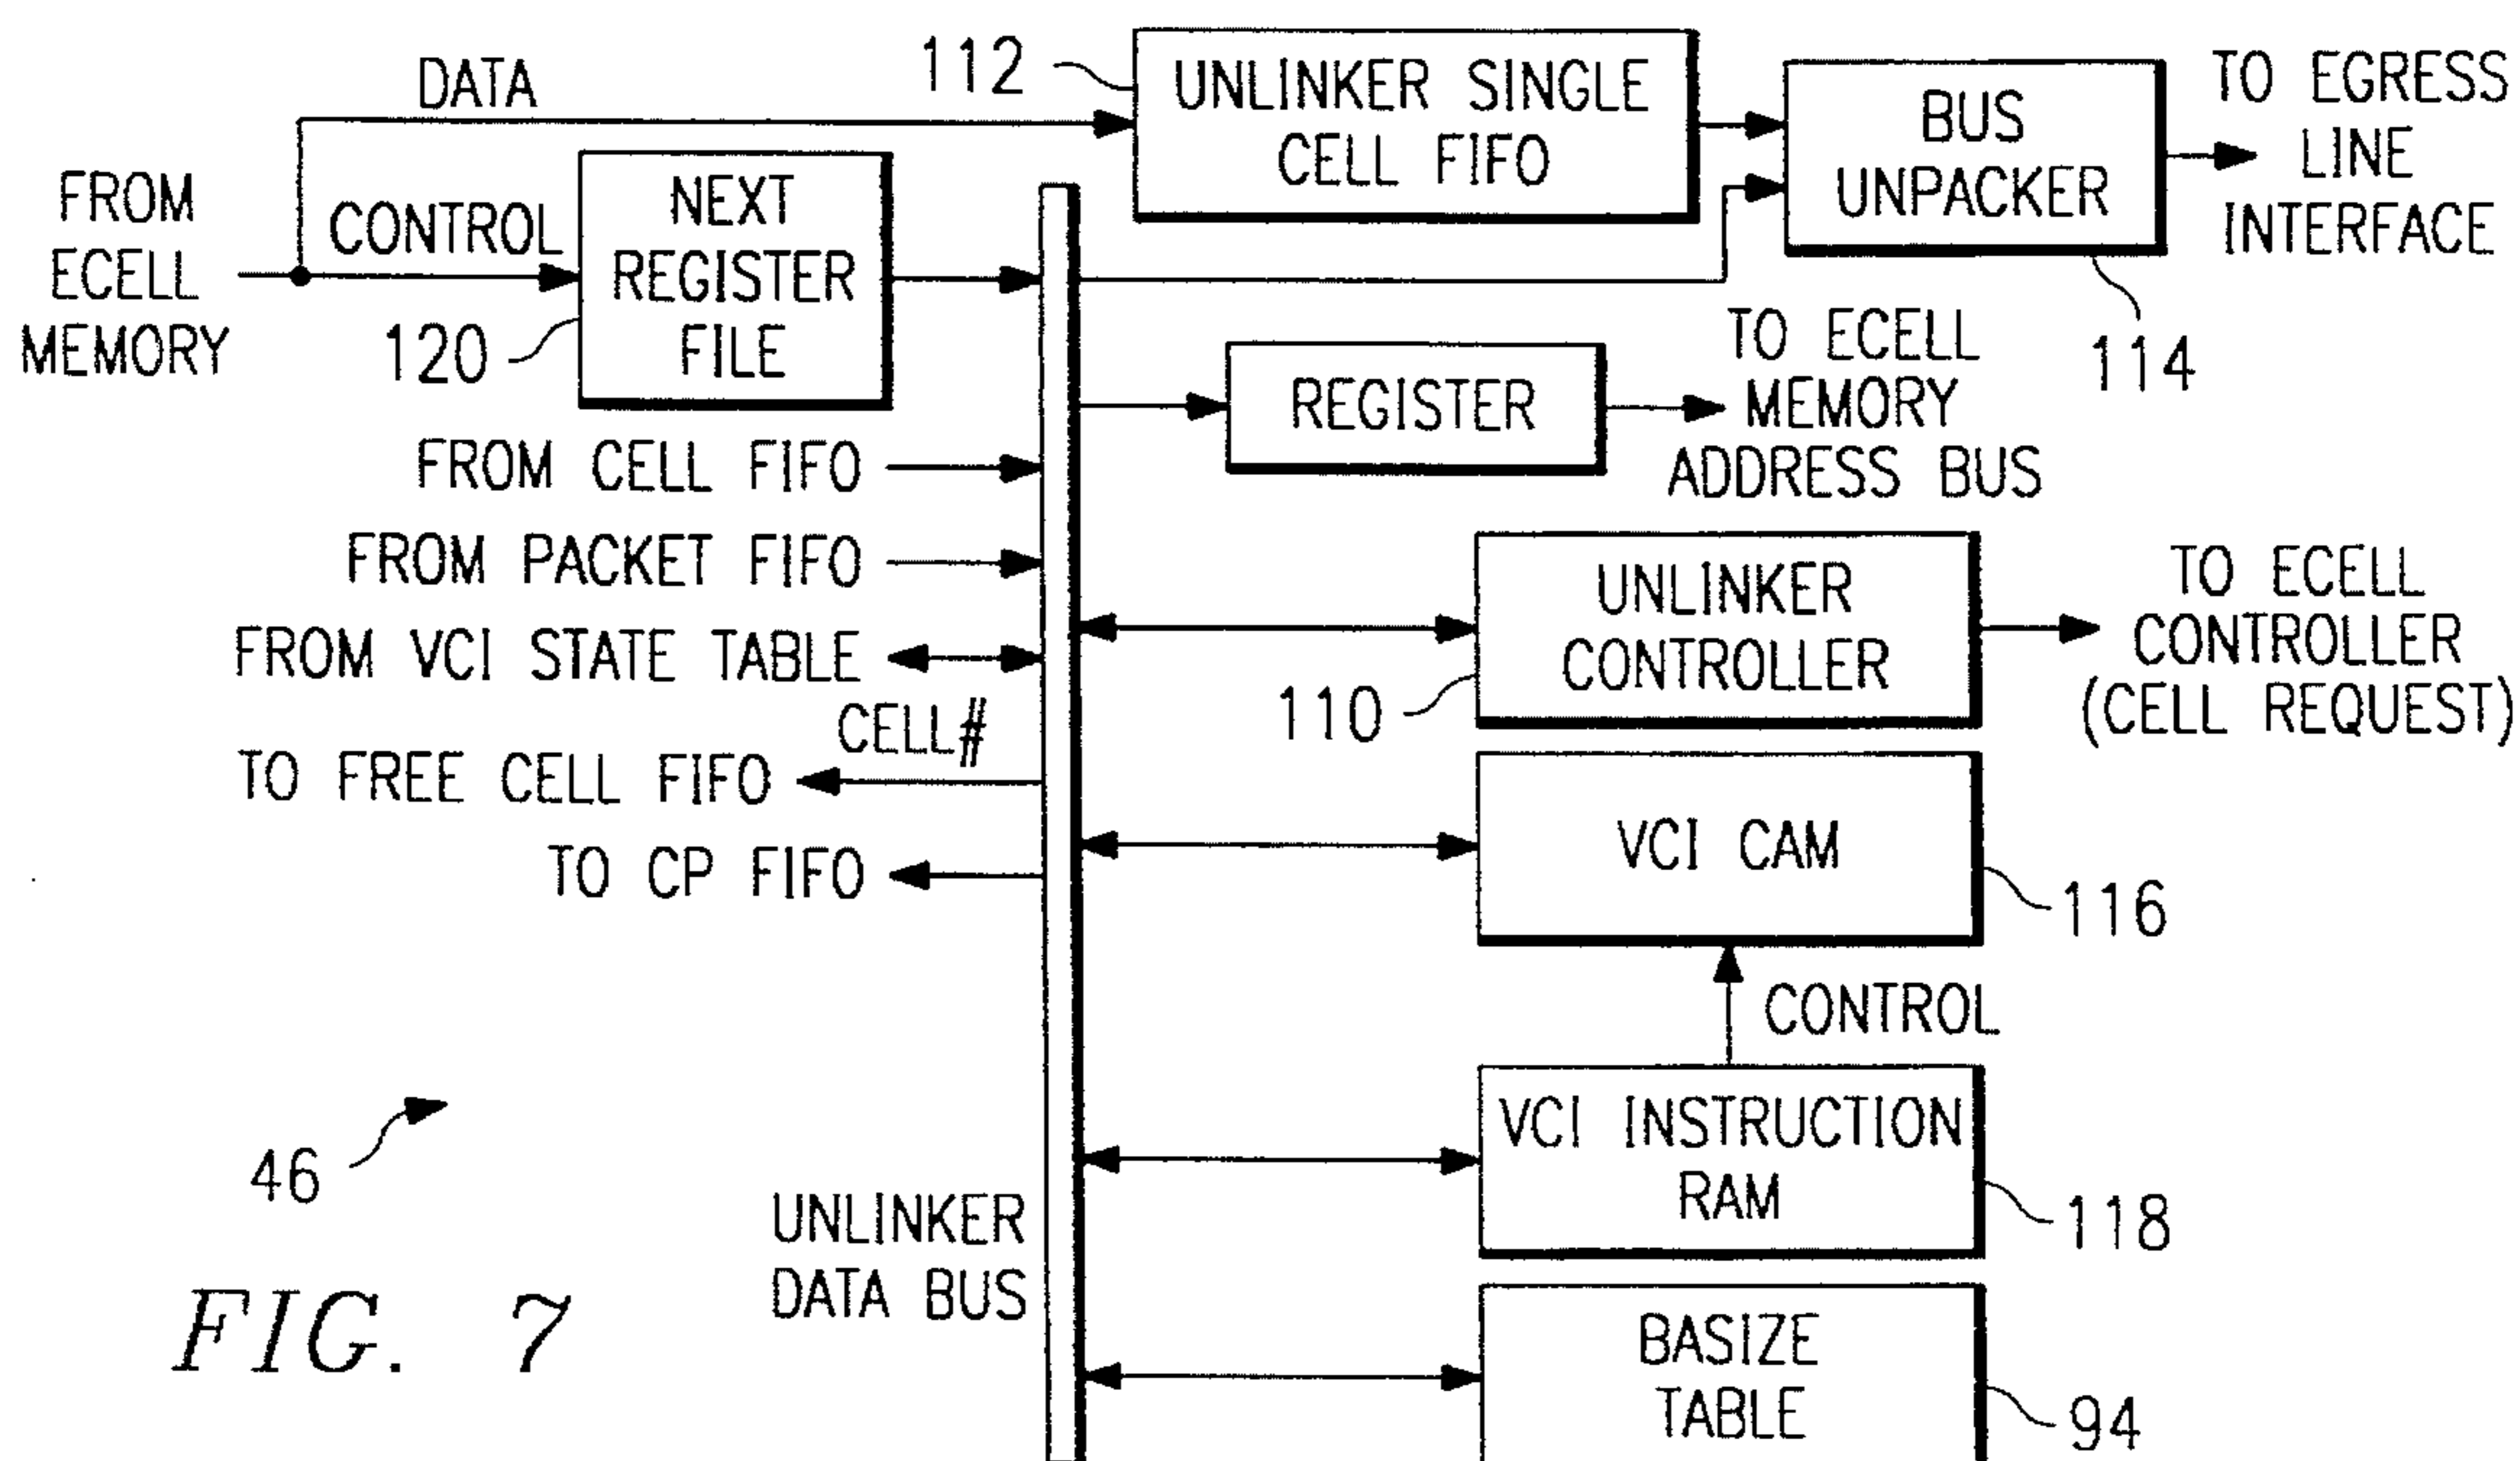 DATA
112
UNLINKER SINGLE
CELL FIFO
BUS
UNPACKER
TO EGRESS
LINE
INTERFACE
114
FROM
ECELL
MEMORY
CONTROL
120
NEXT
REGISTER
FILE
REGISTER
TO ECELL
MEMORY
ADDRESS BUS
FROM CELL FIFO
FROM PACKET FIFO
FROM VCI STATE TABLE
CELL#
TO FREE CELL FIFO
TO CP FIFO
UNLINKER
CONTROLLER
110
TO ECELL
CONTROLLER
(CELL REQUEST)
VCI CAM
116
CONTROL
VCI INSTRUCTION
RAM
118
46
UNLINKER
DATA BUS
BASIZE
TABLE
94
FIG. 7